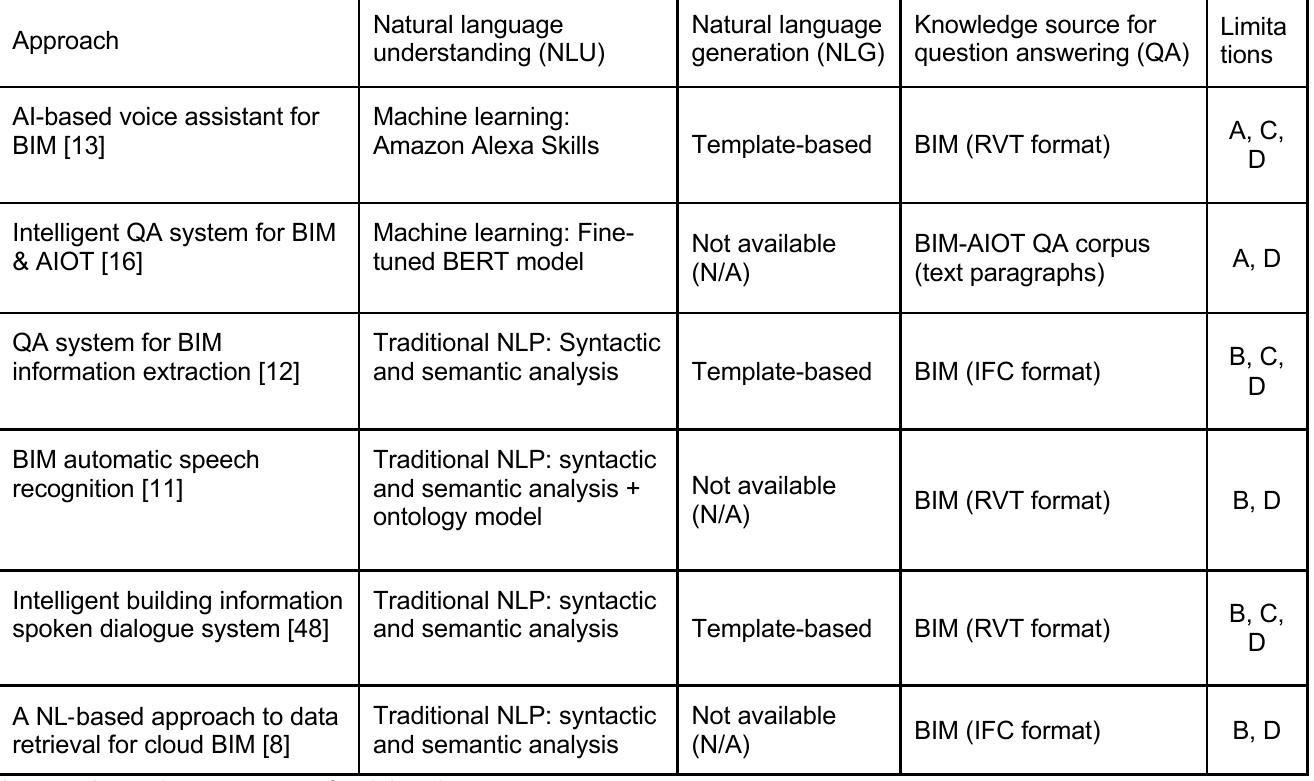 Approach
Natural language
understanding (NLU)
Natural language
generation (NLG)
Knowledge source for
question answering (QA)
Limita
tions
AI-based voice assistant for
BIM [13]
Machine learning:
Amazon Alexa Skills
Template-based
BIM (RVT format)
A, C,
D
Intelligent QA system for BIM
& AIOT [16]
Machine learning: Fine-
tuned BERT model
Not available
(N/A)
BIM-AIOT QA corpus
(text paragraphs)
A, D
QA system for BIM
information extraction [12]
Traditional NLP: Syntactic
and semantic analysis
Template-based
BIM (IFC format)
B, C,
D
BIM automatic speech
recognition [11]
Traditional NLP: syntactic
and semantic analysis +
ontology model
Not available
(N/A)
BIM (RVT format)
B, D
Intelligent building information
spoken dialogue system [48]
Traditional NLP: syntactic
and semantic analysis
Template-based
BIM (RVT format)
B, C,
D
A NL-based approach to data
retrieval for cloud BIM [8]
Traditional NLP: syntactic
and semantic analysis
Not available
(N/A)
BIM (IFC format)
B, D